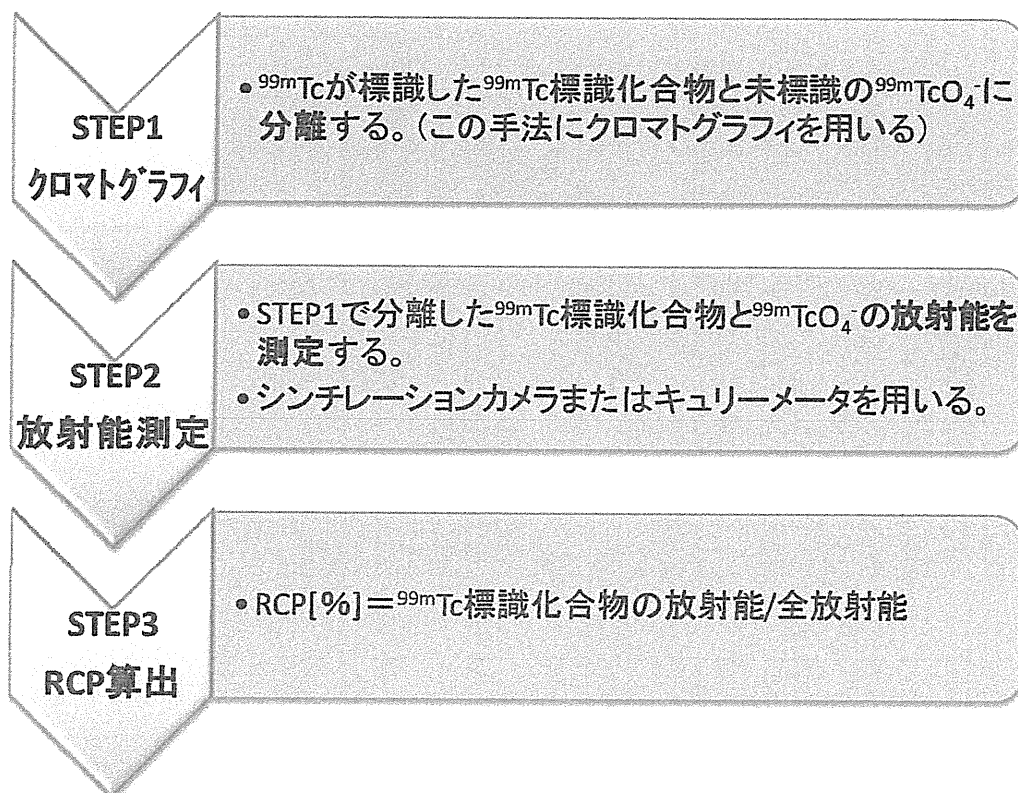 STEP1
クロマトグラフィ
• ⁹⁹ᵐTcが標識した⁹⁹ᵐTc標識化合物と未標識の⁹⁹ᵐTcO₄⁻に
分離する。（この手法にクロマトグラフィを用いる）
STEP2
放射能測定
• STEP1で分離した⁹⁹ᵐTc標識化合物と⁹⁹ᵐTcO₄⁻の放射能を
測定する。
• シンチレーションカメラまたはキュリーメータを用いる。
STEP3
RCP算出
• RCP[%]＝⁹⁹ᵐTc標識化合物の放射能/全放射能